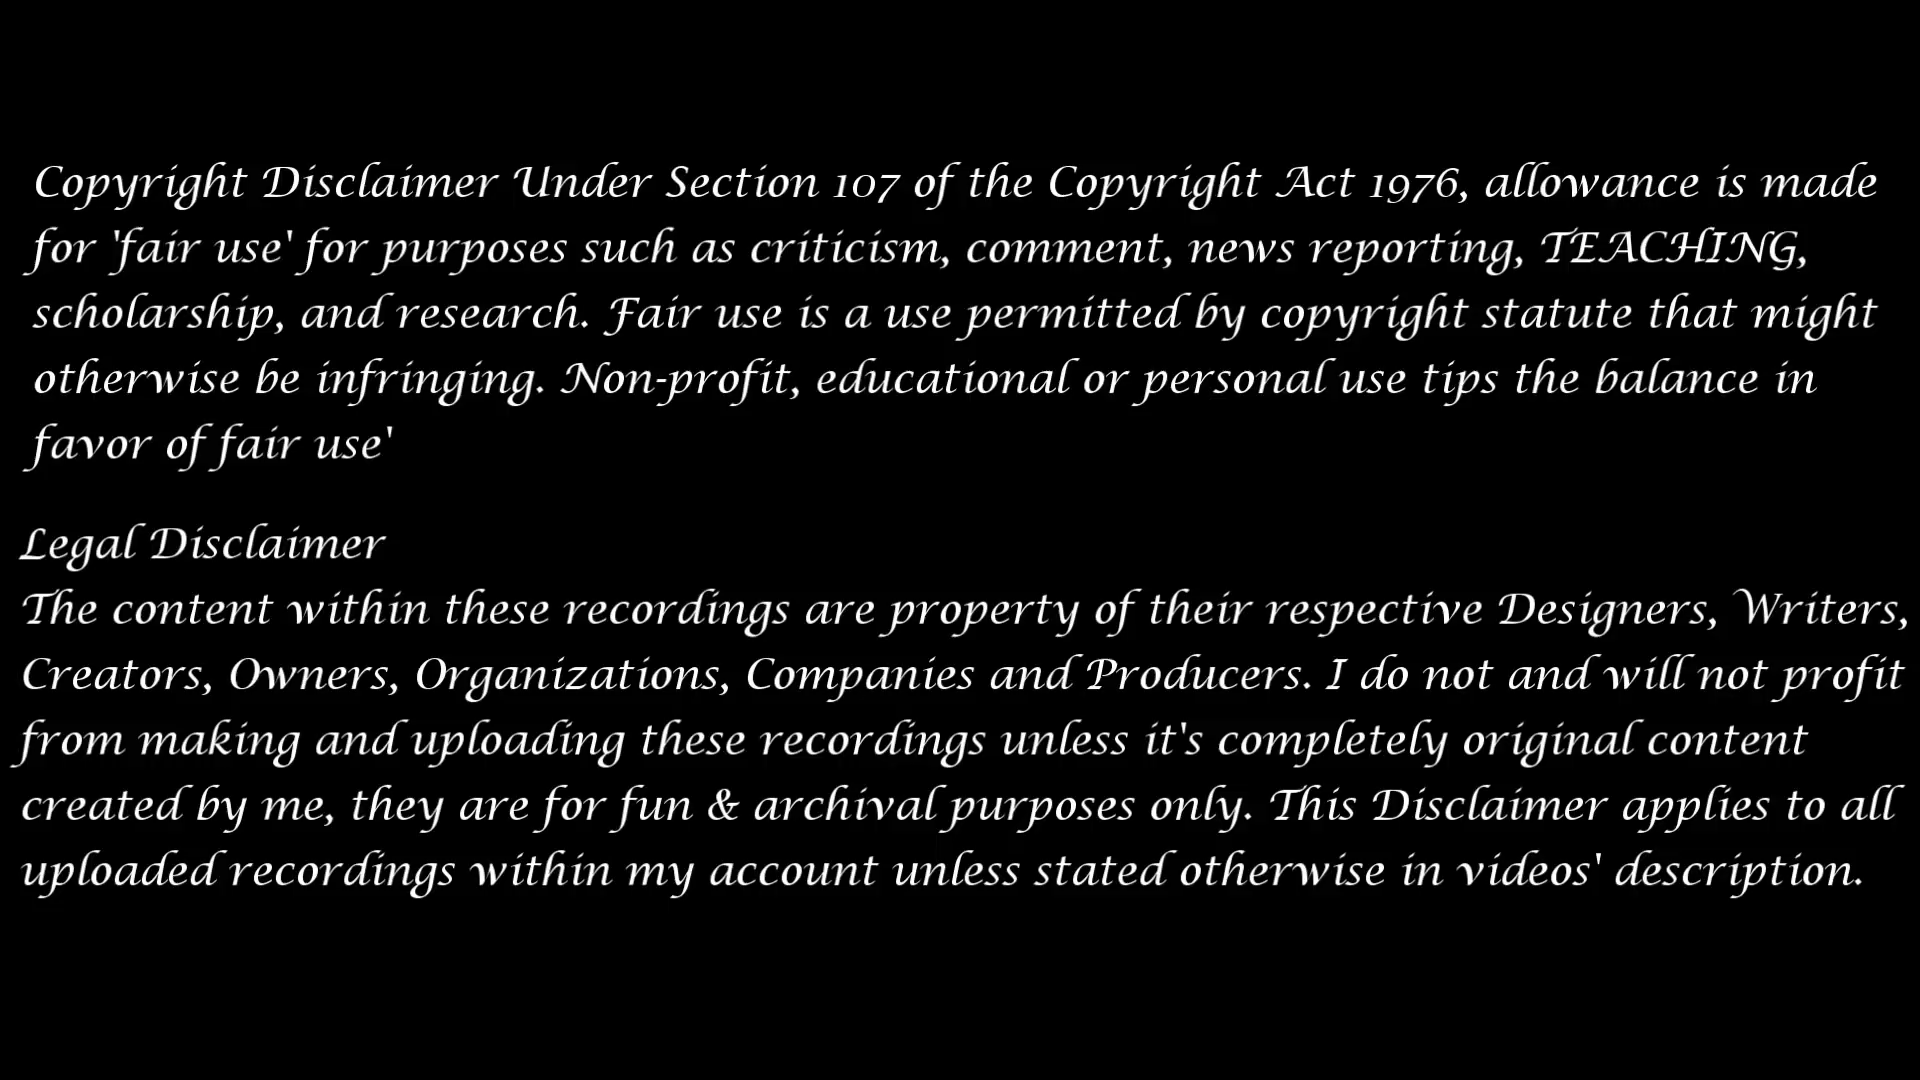 Copyright Disclaimer Under Section 107 of the Copyright Act 1976, allowance is made
for 'fair use' for purposes such as criticism, comment, news reporting, TEACHING,
scholarship, and research. Fair use is a use permitted by copyright statute that might
otherwise be infringing. Non-profit, educational or personal use tips the balance in
favor of fair use'
Legal Disclaimer
The content within these recordings are property of their respective Designers, Writers,
Creators, Owners, Organizations, Companies and Producers. I do not and will not profit
from making and uploading these recordings unless it's completely original content
created by me, they are for fun & archival purposes only. This Disclaimer applies to all
uploaded recordings within my account unless stated otherwise in videos' description.